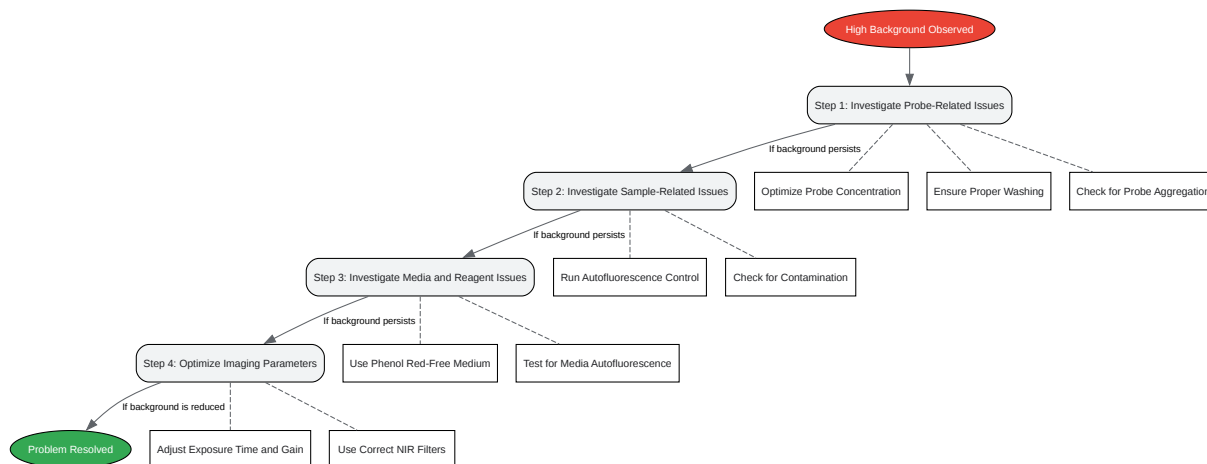 High Background Observed
Step 1: Investigate Probe-Related Issues
If background persists
Step 2: Investigate Sample-Related Issues
Optimize Probe Concentration
Ensure Proper Washing
Check for Probe Aggregation
If background persists
Step 3: Investigate Media and Reagent Issues
Run Autofluorescence Control
Check for Contamination
If background persists
Step 4: Optimize Imaging Parameters
Use Phenol Red-Free Medium
Test for Media Autofluorescence
If background is reduced
Problem Resolved
Adjust Exposure Time and Gain
Use Correct NIR Filters